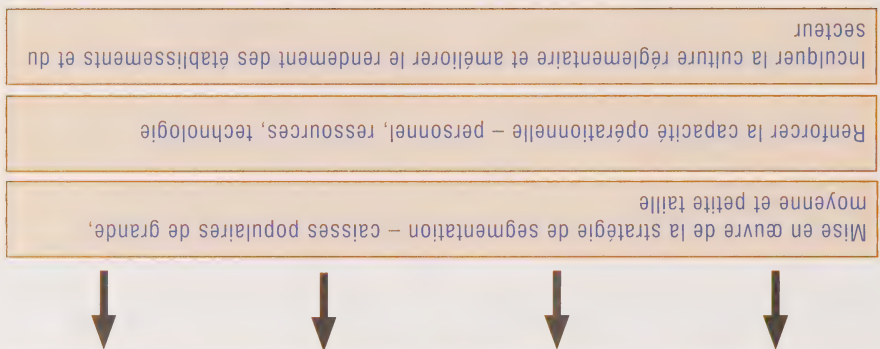 Mise en œuvre de la stratégie de segmentation – caisses populaires de grande,
moyenne et petite taille
Renforcer la capacité opérationnelle – personnel, ressources, technologie
Inculquer la culture réglementaire et améliorer le rendement des établissements et du
secteur